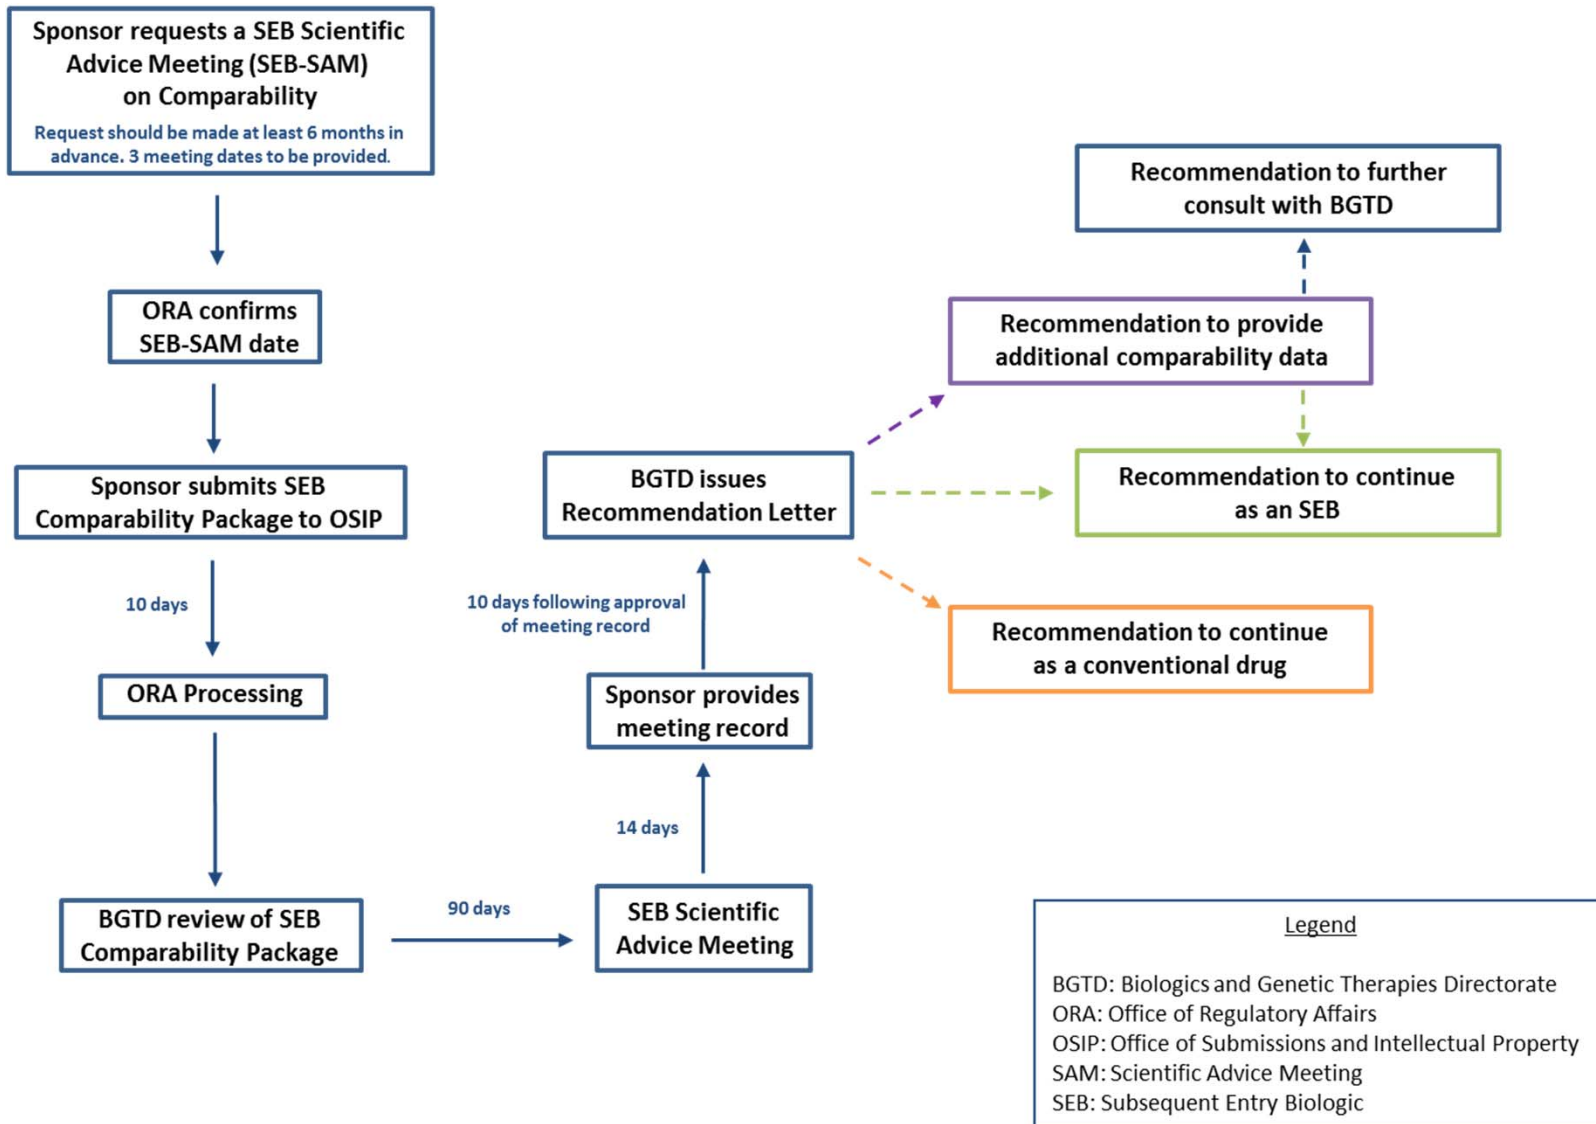 Sponsor requests a SEB Scientific
Advice Meeting (SEB-SAM)
on Comparability
Request should be made at least 6 months in
advance. 3 meeting dates to be provided.
ORA confirms
SEB-SAM date
Sponsor submits SEB
Comparability Package to OSIP
10 days
ORA Processing
BGTD review of SEB
Comparability Package
90 days
SEB Scientific
Advice Meeting
14 days
Sponsor provides
meeting record
10 days following approval
of meeting record
BGTD issues
Recommendation Letter
Recommendation to further
consult with BGTD
Recommendation to provide
additional comparability data
Recommendation to continue
as an SEB
Recommendation to continue
as a conventional drug
Legend
BGTD: Biologics and Genetic Therapies Directorate
ORA: Office of Regulatory Affairs
OSIP: Office of Submissions and Intellectual Property
SAM: Scientific Advice Meeting
SEB: Subsequent Entry Biologic